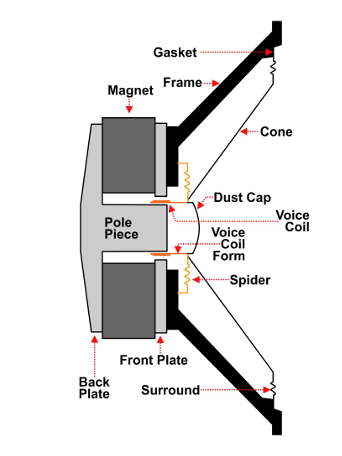 Gasket
Frame
Magnet
Cone
Dust Cap
Voice
Coil
Pole
Piece
Voice
Coil
Form
Spider
Front Plate
Back
Plate
Surround